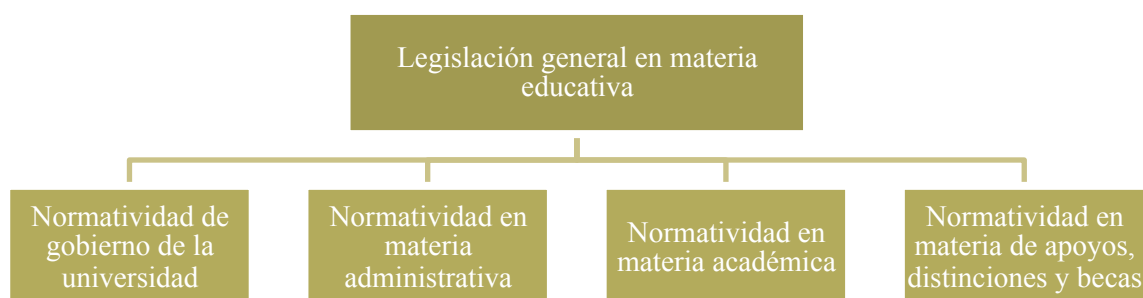 Legislación general en materia
educativa
Normatividad de
gobierno de la
universidad
Normatividad en
materia
administrativa
Normatividad en
materia académica
Normatividad en
materia de apoyos,
distinciones y becas